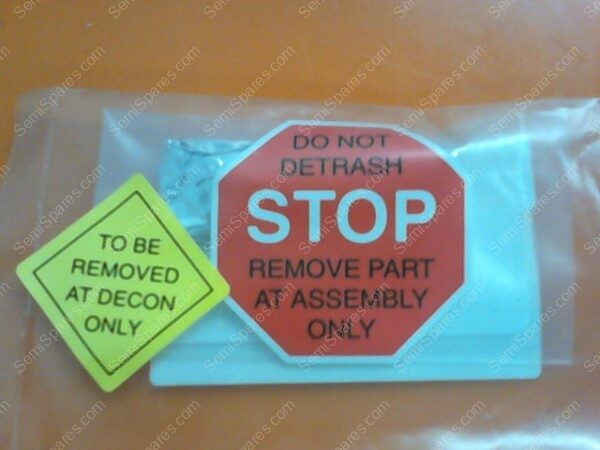 DO NOT
DETRASH
STOP
REMOVE PART
AT ASSEMBLY
ONLY
TO BE
REMOVED
AT DECON
ONLY
SemiSpares.com